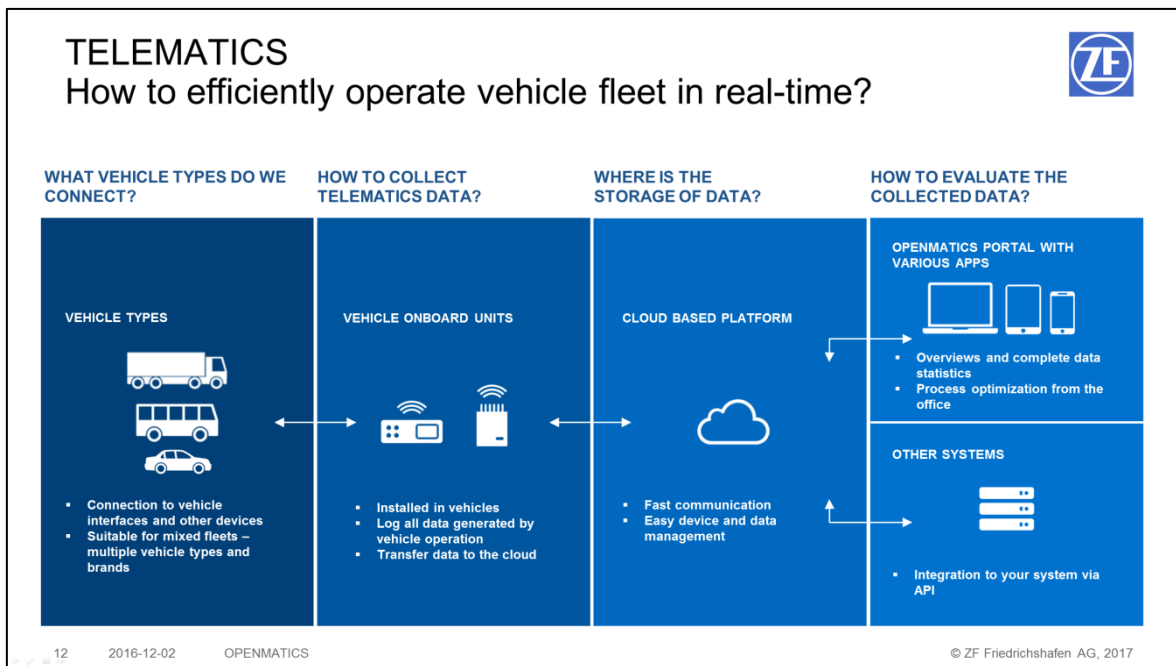 TELEMATICS
How to efficiently operate vehicle fleet in real-time?
ZF
WHAT VEHICLE TYPES DO WE
CONNECT?
HOW TO COLLECT
TELEMATICS DATA?
WHERE IS THE
STORAGE OF DATA?
HOW TO EVALUATE THE
COLLECTED DATA?
VEHICLE TYPES
▪ Connection to vehicle
interfaces and other devices
▪ Suitable for mixed fleets –
multiple vehicle types and
brands
VEHICLE ONBOARD UNITS
▪ Installed in vehicles
▪ Log all data generated by
vehicle operation
▪ Transfer data to the cloud
CLOUD BASED PLATFORM
▪ Fast communication
▪ Easy device and data
management
OPENMATICS PORTAL WITH
VARIOUS APPS
▪ Overviews and complete data
statistics
▪ Process optimization from the
office
OTHER SYSTEMS
▪ Integration to your system via
API
12 2016-12-02 OPENMATICS
© ZF Friedrichshafen AG, 2017